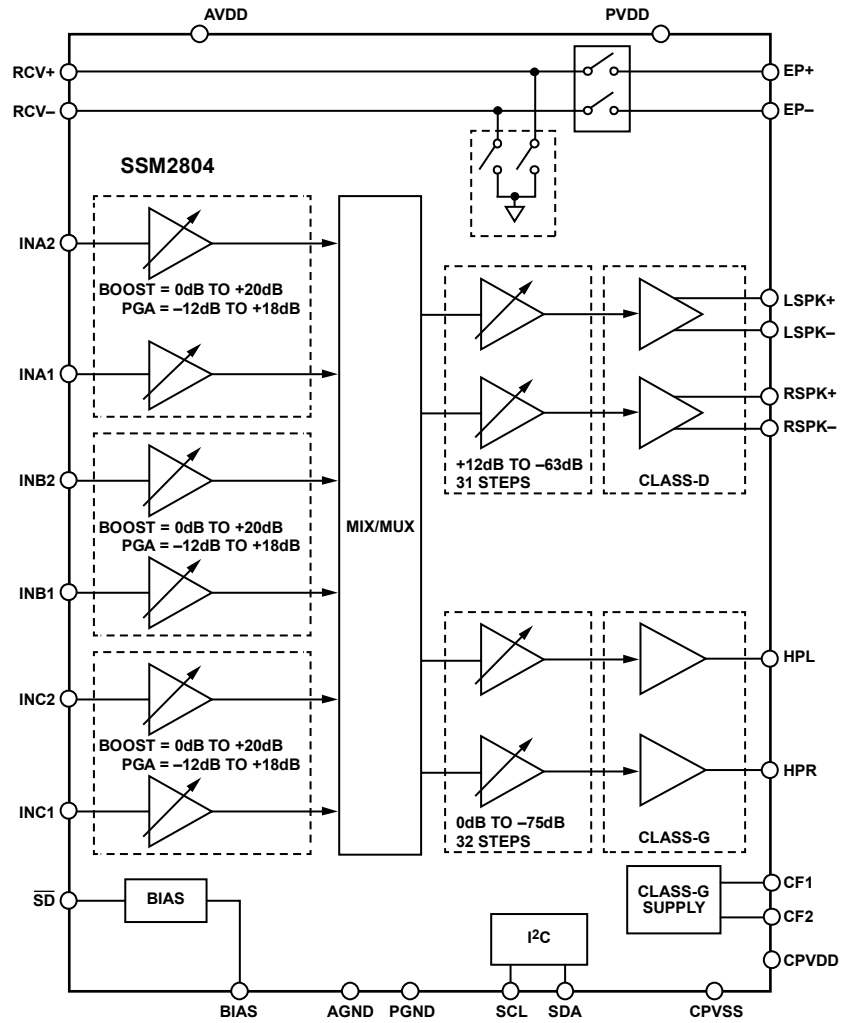 AVDD
PVDD
RCV+
EP+
RCV–
EP–
SSM2804
INA2
BOOST = 0dB TO +20dB
PGA = –12dB TO +18dB
LSPK+
LSPK–
INA1
RSPK+
RSPK–
INB2
+12dB TO –63dB
31 STEPS
CLASS-D
BOOST = 0dB TO +20dB
PGA = –12dB TO +18dB
MIX/MUX
INB1
HPL
INC2
BOOST = 0dB TO +20dB
PGA = –12dB TO +18dB
HPR
INC1
0dB TO –75dB
32 STEPS
CLASS-G
SD
BIAS
CLASS-G
SUPPLY
CF1
CF2
I2C
CPVDD
BIAS
AGND
PGND
SCL
SDA
CPVSS